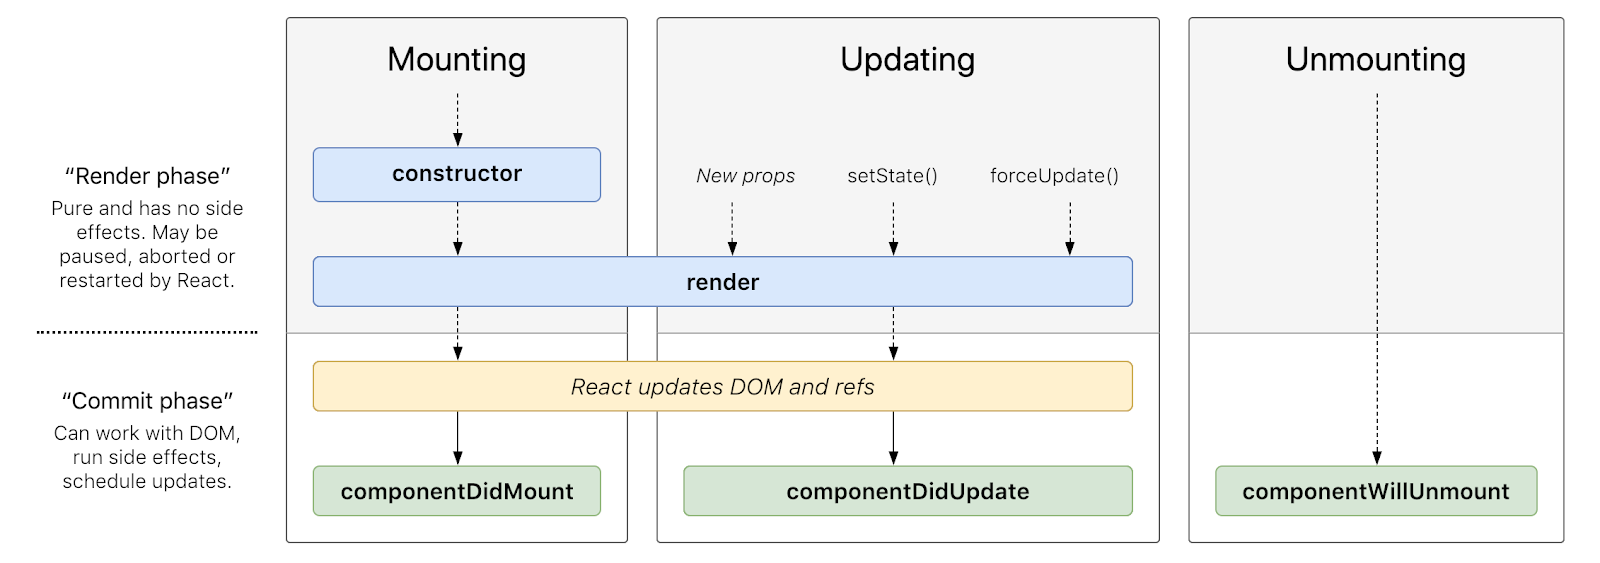 Mounting
Updating
Unmounting
“Render phase”
Pure and has no side
effects. May be
paused, aborted or
restarted by React.
constructor
New props
setState()
forceUpdate()
render
“Commit phase”
Can work with DOM,
run side effects,
schedule updates.
React updates DOM and refs
componentDidMount
componentDidUpdate
componentWillUnmount